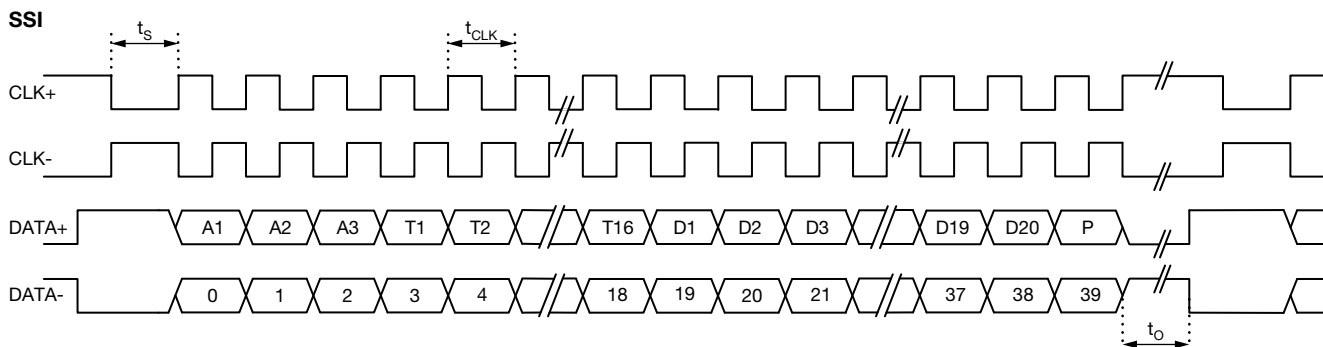 SSI
tS tCLK
CLK+
CLK-
DATA+ A1 A2 A3 T1 T2 T16 D1 D2 D3 D19 D20 P
DATA- 0 1 2 3 4 18 19 20 21 37 38 39
tO